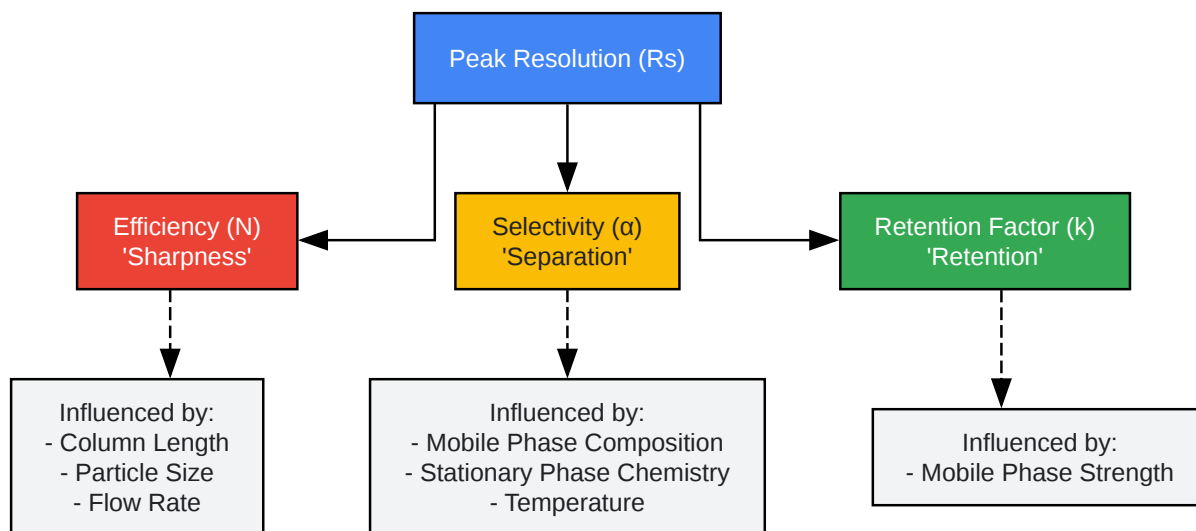 Peak Resolution (Rs)
Efficiency (N)
'Sharpness'
Selectivity (α)
'Separation'
Retention Factor (k)
'Retention'
Influenced by:
- Column Length
- Particle Size
- Flow Rate
Influenced by:
- Mobile Phase Composition
- Stationary Phase Chemistry
- Temperature
Influenced by:
- Mobile Phase Strength